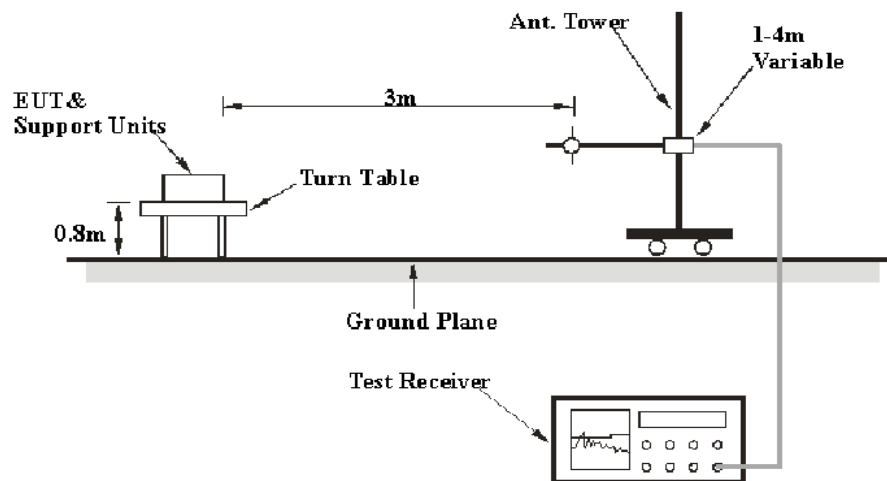 Ant. Tower
1-4m
Variable
3m
EUT&
Support Units
Turn Table
0.8m
Ground Plane
Test Receiver